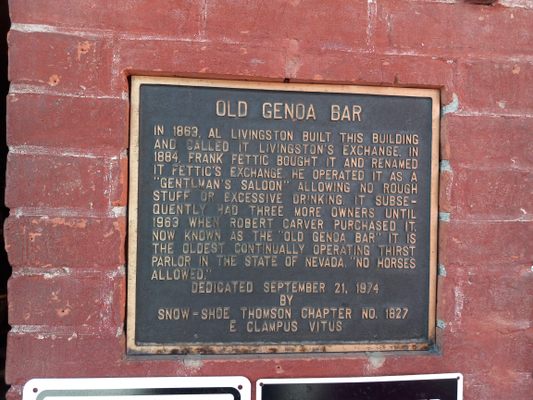 OLD GENOA BAR
IN 1863, AL LIVINGSTON BUILT THIS BUILDING
AND CALLED IT LIVINGSTON'S EXCHANGE. IN
1884, FRANK FETTIC BOUGHT IT AND RENAMED
IT FETTIC'S EXCHANGE. HE OPERATED IT AS A
"GENTLMAN'S SALOON" ALLOWING NO ROUGH
STUFF OR EXCESSIVE DRINKING. IT SUBSE-
QUENTLY HAD THREE MORE OWNERS UNTIL
1963 WHEN ROBERT CARVER PURCHASED IT.
NOW KNOWN AS THE "OLD GENOA BAR" IT IS
THE OLDEST CONTINUALLY OPERATING THIRST
PARLOR IN THE STATE OF NEVADA. "NO HORSES
ALLOWED."
DEDICATED SEPTEMBER 21, 1974
BY
SNOW-SHOE THOMSON CHAPTER NO. 1827
E CLAMPUS VITUS